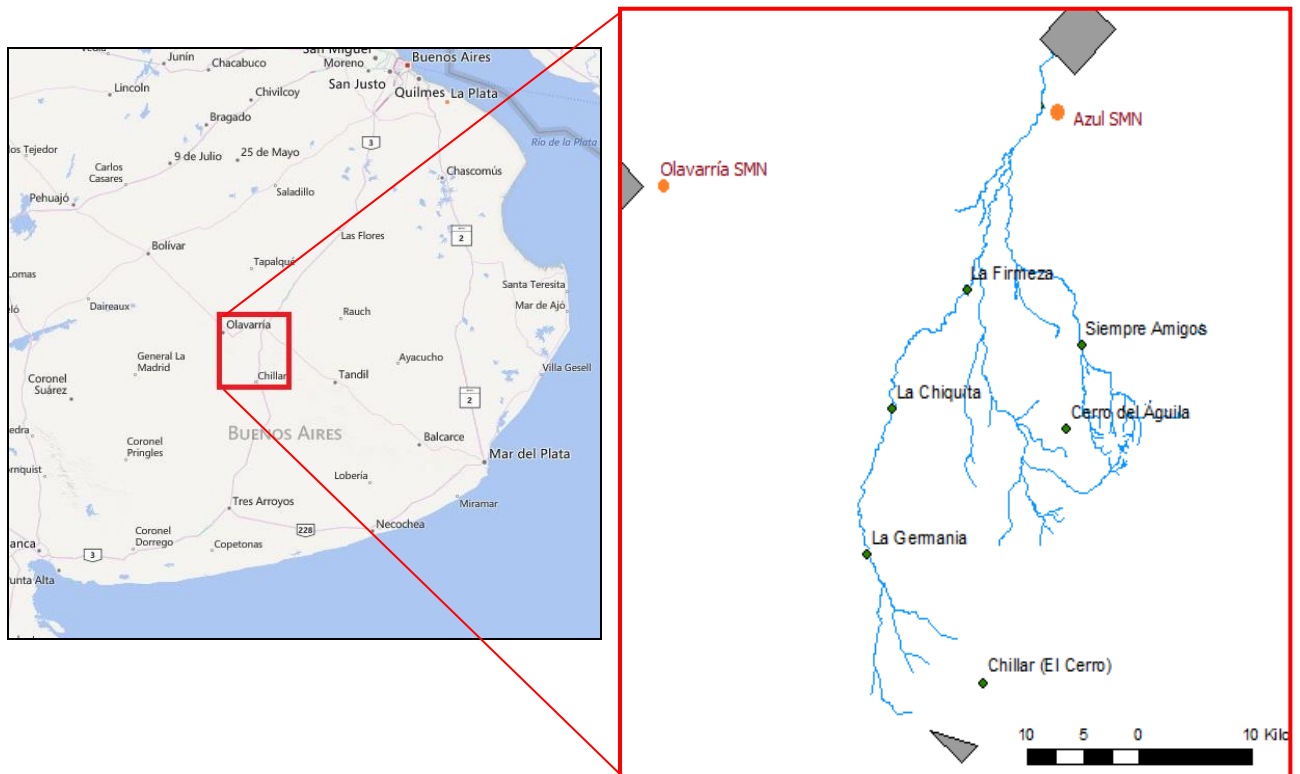 San Miguel
Buenos Aires
Junín
Moreno
Chacabuco
San Justo
Lincoln
Chivilcoy
Quilmes
La Plata
Bragado
3
Río de la Plata
los Tejedor
9 de Julio
25 de Mayo
Carlos
Casares
Chascomús
Pehuajó
Saladillo
2
Las Flores
Bolívar
Tapalqué
Lomas
Santa Teresita
Daireaux
Rauch
Mar de Ajó
Olavarría
General La
Madrid
Ayacucho
Coronel
Suárez
Chillar
Tandil
Villa Gesell
2
BUENOS AIRES
Balcarce
Coronel
Pringles
Mar del Plata
Lobería
Tres Arroyos
Miramar
Coronel
Dorrego
228
Necochea
Copetonas
3
Punta Alta
Azul SMN
Olavarría SMN
La Firmeza
Siempre Amigos
La Chiquita
Cerro del Águila
La Germania
Chillar (El Cerro)
10 5 0 10 Kilo